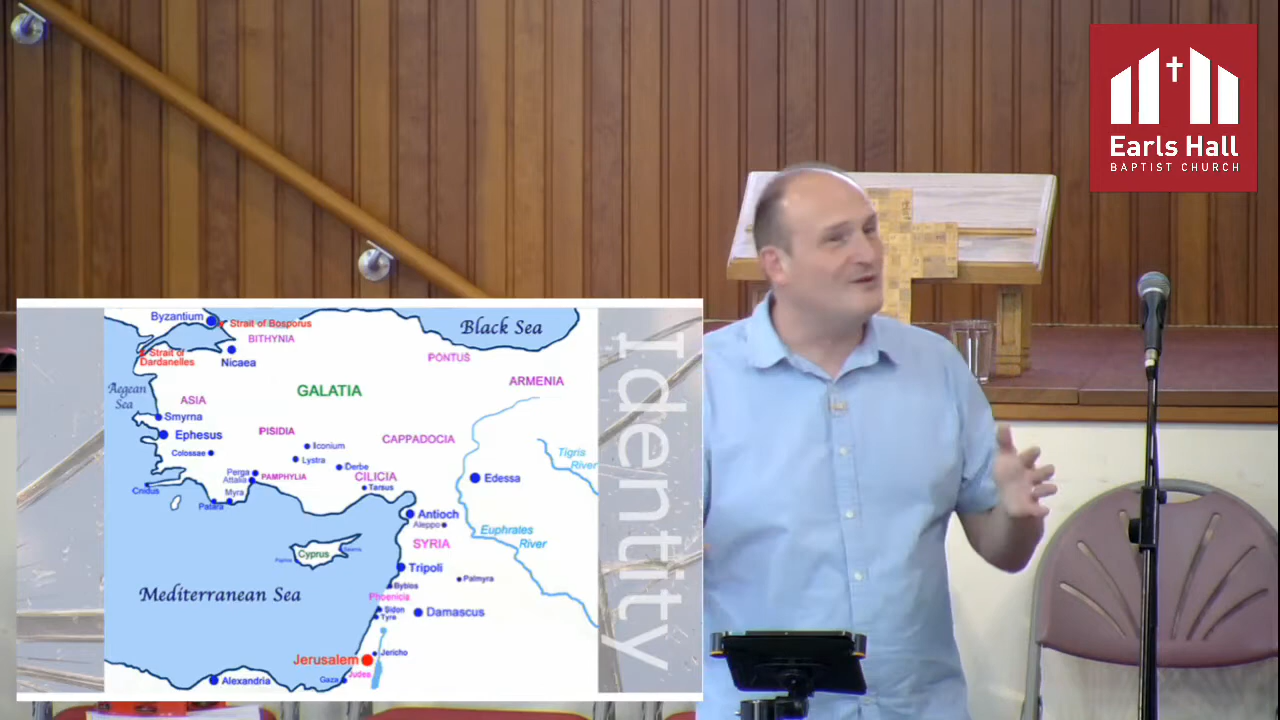 Earls Hall
BAPTIST CHURCH
Byzantium
Strait of Bosporus
BITHYNIA
Black Sea
Strait of
Dardanelles
Nicaea
PONTUS
Aegean
Sea
ASIA
GALATIA
ARMENIA
Smyrna
Ephesus
PISIDIA
Iconium
CAPPADOCIA
Colossae
Lystra
Derbe
Tigris
River
Perga
Attalia
PAMPHYLIA
CILICIA
Tarsus
Edessa
Cnidus
Myra
Patara
Antioch
Aleppo
Euphrates
River
SYRIA
Cyprus
Tripoli
Palmyra
Byblos
Phoenicia
Mediterranean Sea
Sidon
Tyre
Damascus
Jerusalem
Jericho
Judea
Gaza
Alexandria
Identity